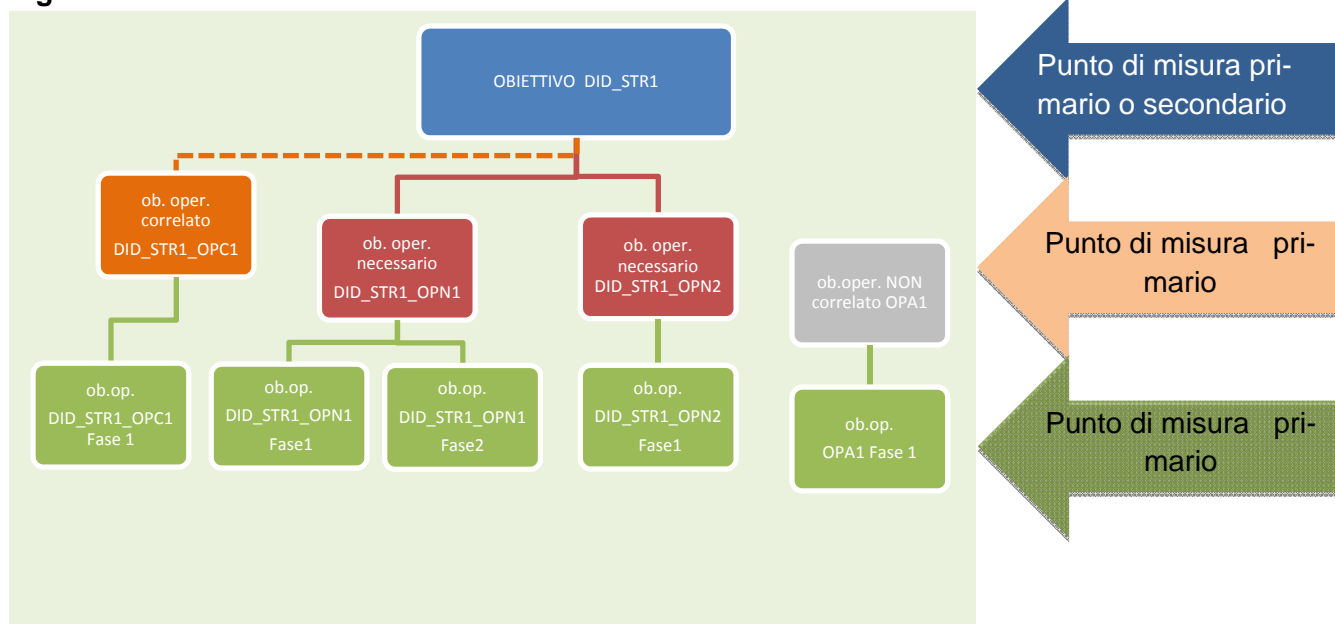 OBIETTIVO DID_STR1
Punto di misura pri-
mario o secondario
ob. oper.
correlato
DID_STR1_OPC1
ob. oper.
necessario
DID_STR1_OPN1
ob. oper.
necessario
DID_STR1_OPN2
ob.oper. NON
correlato OPA1
Punto di misura pri-
mario
ob.op.
DID_STR1_OPC1
Fase 1
ob.op.
DID_STR1_OPN1
Fase1
ob.op.
DID_STR1_OPN1
Fase2
ob.op.
DID_STR1_OPN2
Fase1
ob.op.
OPA1 Fase 1
Punto di misura pri-
mario